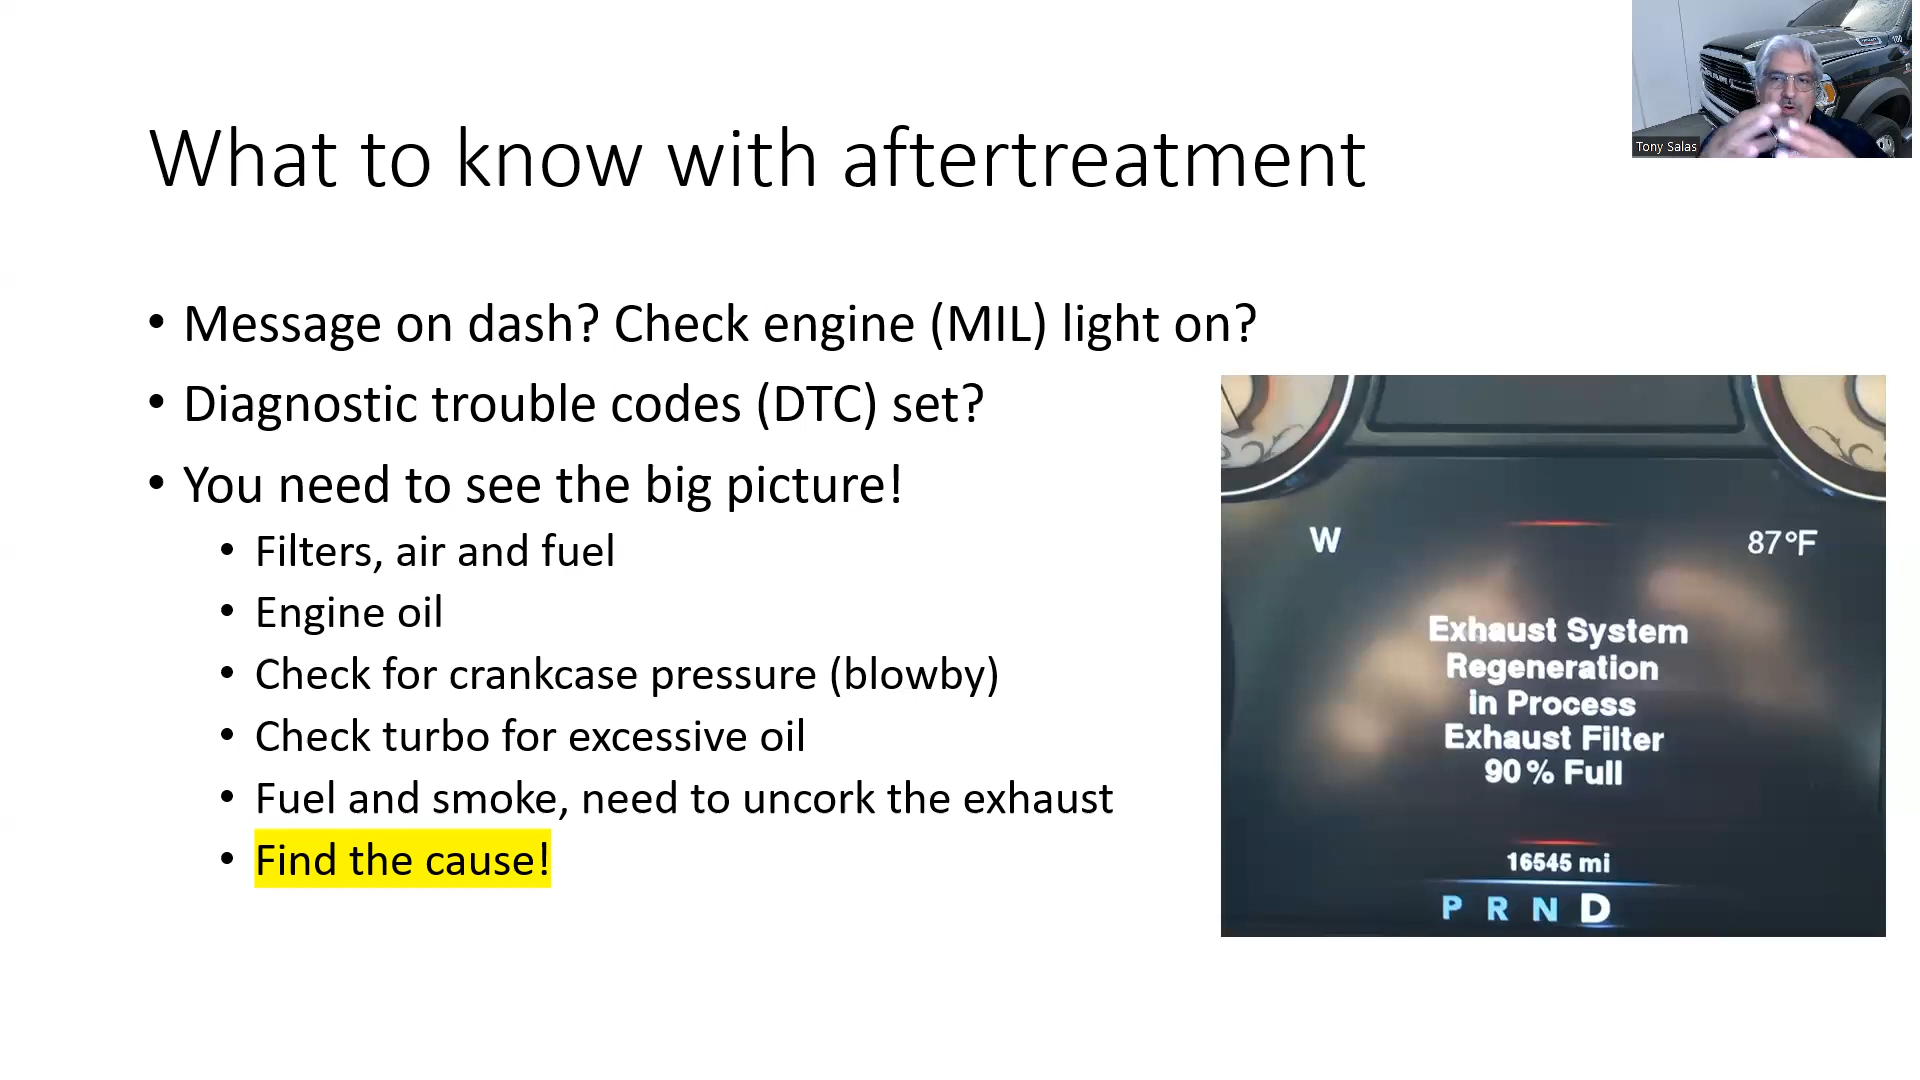 Tony Salas
What to know with aftertreatment
• Message on dash? Check engine (MIL) light on?
• Diagnostic trouble codes (DTC) set?
• You need to see the big picture!
• Filters, air and fuel
• Engine oil
• Check for crankcase pressure (blowby)
• Check turbo for excessive oil
• Fuel and smoke, need to uncork the exhaust
• Find the cause!
W 87°F
Exhaust System
Regeneration
in Process
Exhaust Filter
90% Full
16545 mi
P R N D